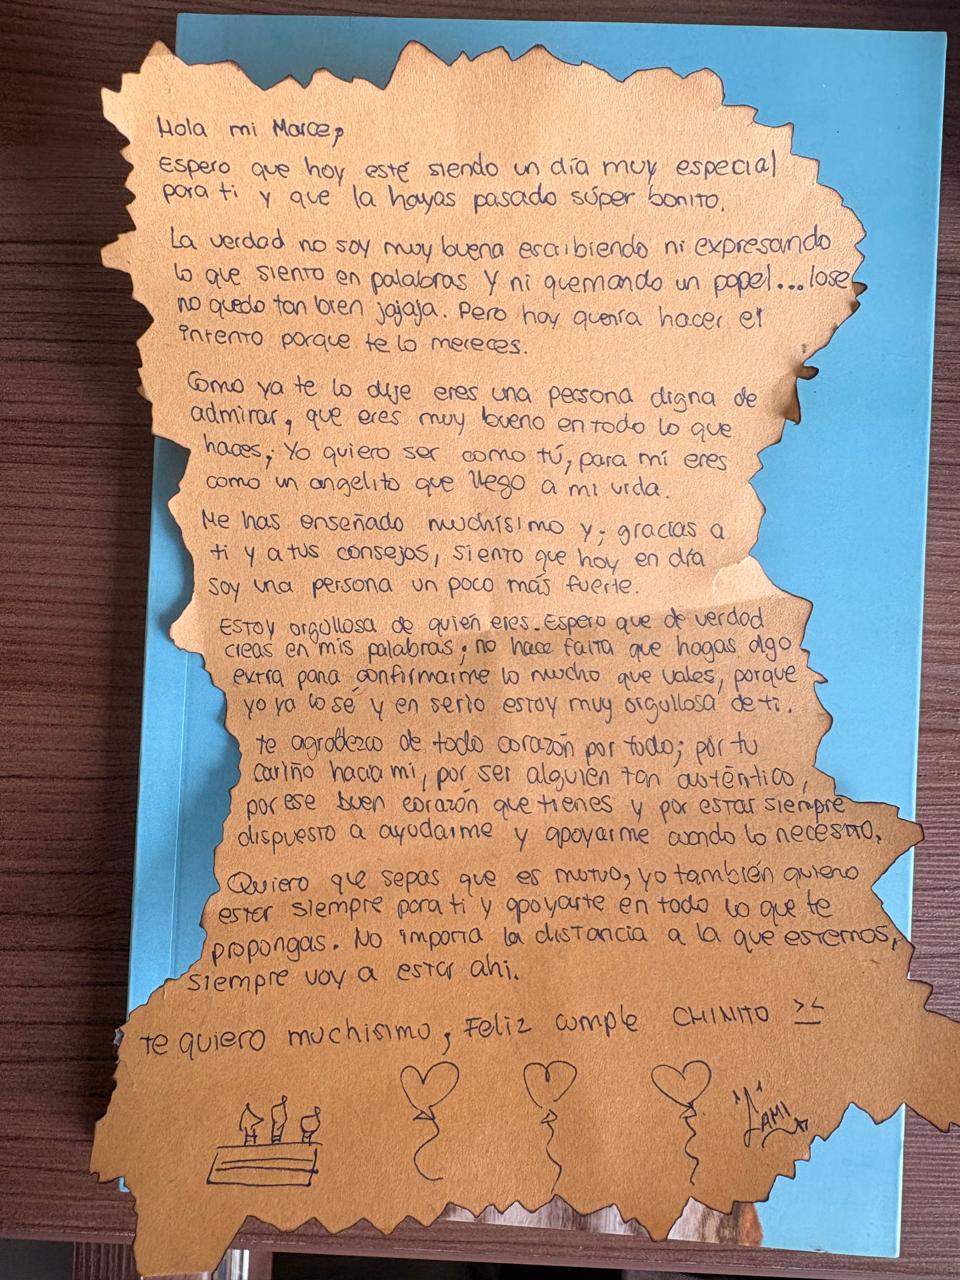 Hola mi Marce,
Espero que hoy esté siendo un día muy especial
para ti y que la hayas pasado súper bonito.
La verdad no soy muy buena escribiendo ni expresando
lo que siento en palabras y ni quemando un papel...lose
no quedo tan bien jajaja. Pero hoy quería hacer el
intento porque te lo mereces.
Como ya te lo dije eres una persona digna de
admirar, que eres muy bueno en todo lo que
haces, Yo quiero ser como tú, para mí eres
como un angelito que llego a mi vida.
Me has enseñado muchísimo y; gracias a
ti y a tus consejos, siento que hoy en día
soy una persona un poco más fuerte.
Estoy orgullosa de quién eres. Espero que de verdad
creas en mis palabras; no hace falta que hagas algo
extra para confirmarme lo mucho que vales, porque
yo ya lo sé y en serio estoy muy orgullosa de ti.
te agradezco de todo corazón por todo; por tu
cariño hacia mi, por ser alguien tan auténtico,
por ese buen corazón que tienes y por estar siempre
dispuesto a ayudarme y apoyarme cuando lo necesito.
Quiero que sepas que es mutuo, yo también quiero
estar siempre para ti y apoyarte en todo lo que te
propongas. No importa la distancia a la que estemos,
siempre voy a estar ahi.
te quiero muchisimo, Feliz cumple CHINITO ><
"LAMI"